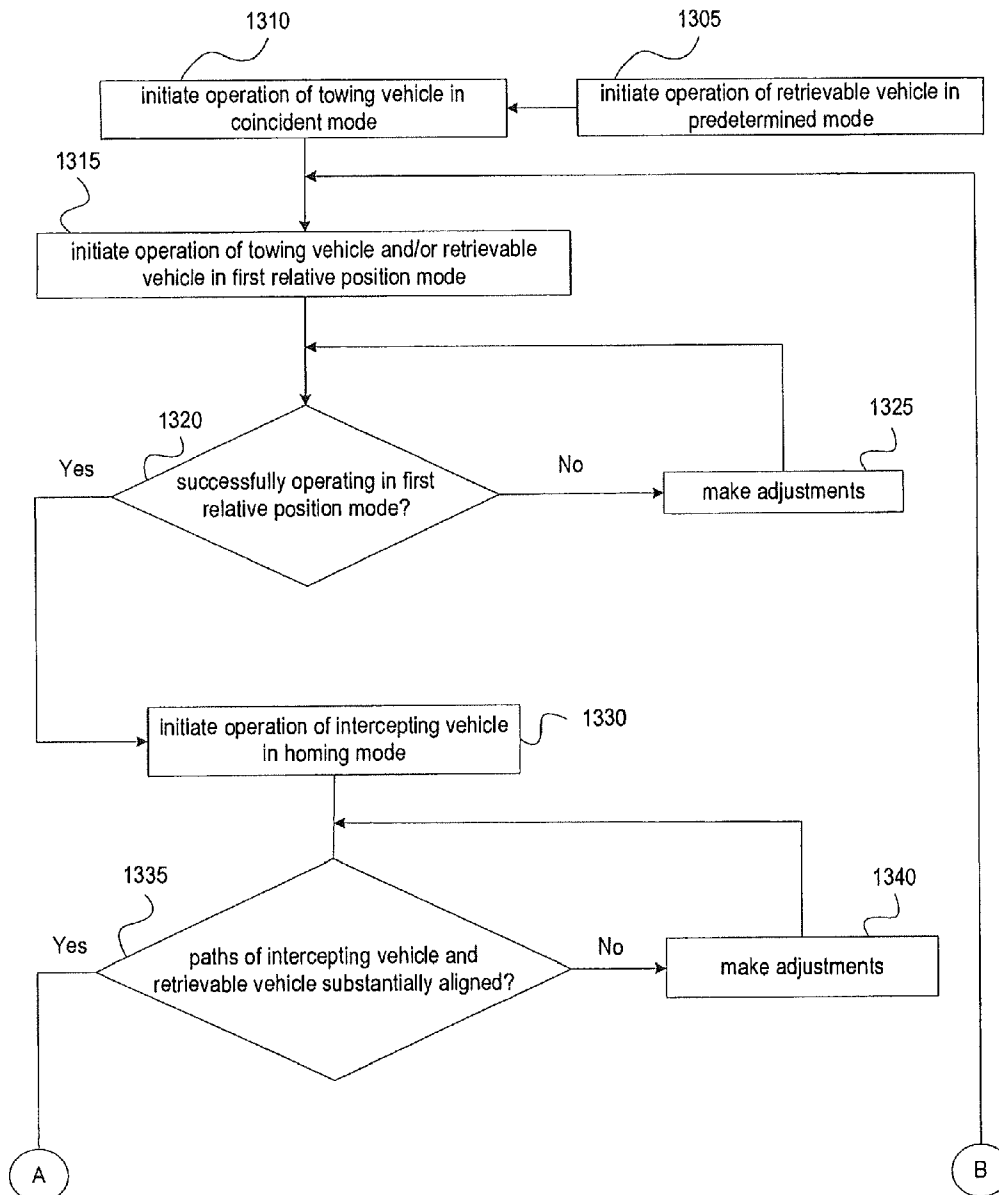 1310
1305
initiate operation of towing vehicle in
coincident mode
initiate operation of retrievable vehicle in
predetermined mode
1315
initiate operation of towing vehicle and/or retrievable
vehicle in first relative position mode
1320
1325
Yes
successfully operating in first
relative position mode?
No
make adjustments
initiate operation of intercepting vehicle
in homing mode
1330
1335
1340
Yes
paths of intercepting vehicle and
retrievable vehicle substantially aligned?
No
make adjustments
A
B